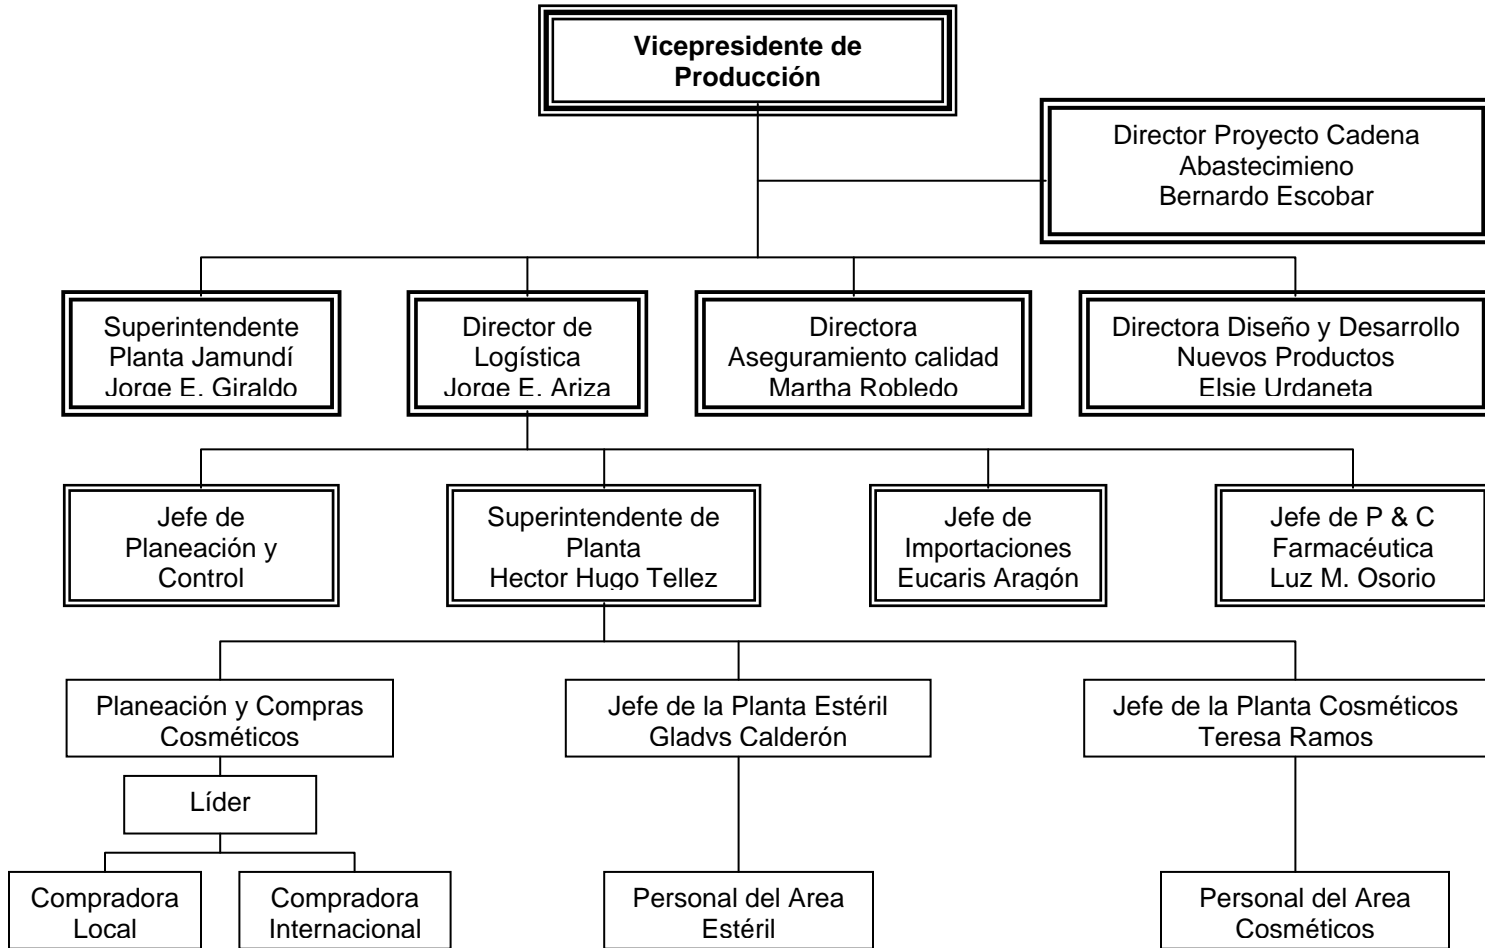 Vicepresidente de
Producción
Director Proyecto Cadena
Abastecimieno
Bernardo Escobar
Superintendente
Planta Jamundí
Jorge E. Giraldo
Director de
Logística
Jorge E. Ariza
Directora
Aseguramiento calidad
Martha Robledo
Directora Diseño y Desarrollo
Nuevos Productos
Elsie Urdaneta
Jefe de
Planeación y
Control
Superintendente de
Planta
Hector Hugo Tellez
Jefe de
Importaciones
Eucaris Aragón
Jefe de P & C
Farmacéutica
Luz M. Osorio
Planeación y Compras
Cosméticos
Jefe de la Planta Estéril
Gladys Calderón
Jefe de la Planta Cosméticos
Teresa Ramos
Líder
Compradora
Local
Compradora
Internacional
Personal del Area
Estéril
Personal del Area
Cosméticos